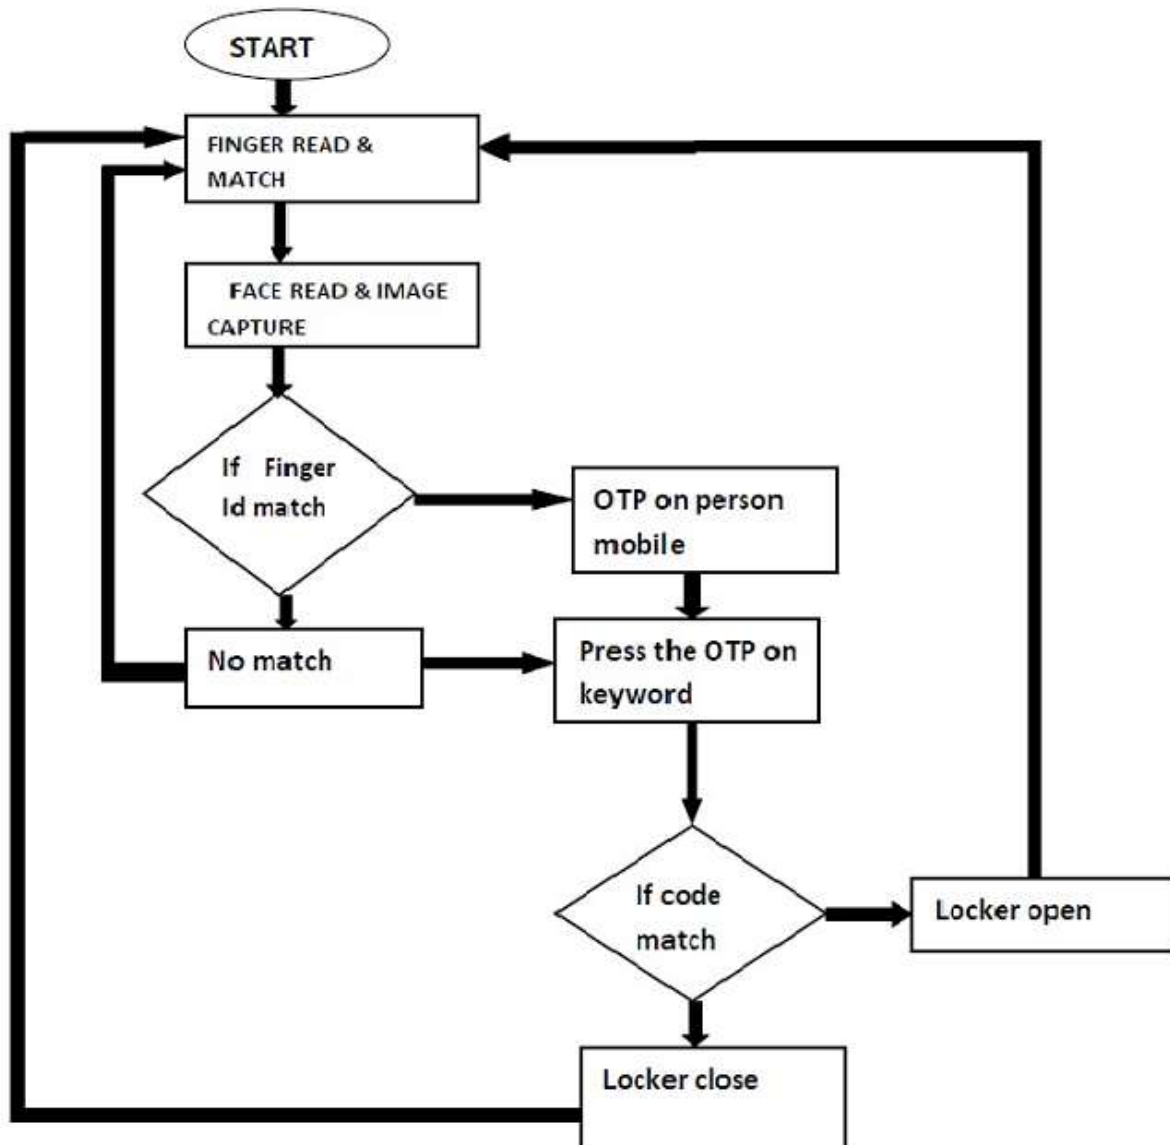 START
FINGER READ &
MATCH
FACE READ & IMAGE
CAPTURE
If Finger
Id match
OTP on person
mobile
No match
Press the OTP on
keyword
If code
match
Locker open
Locker close